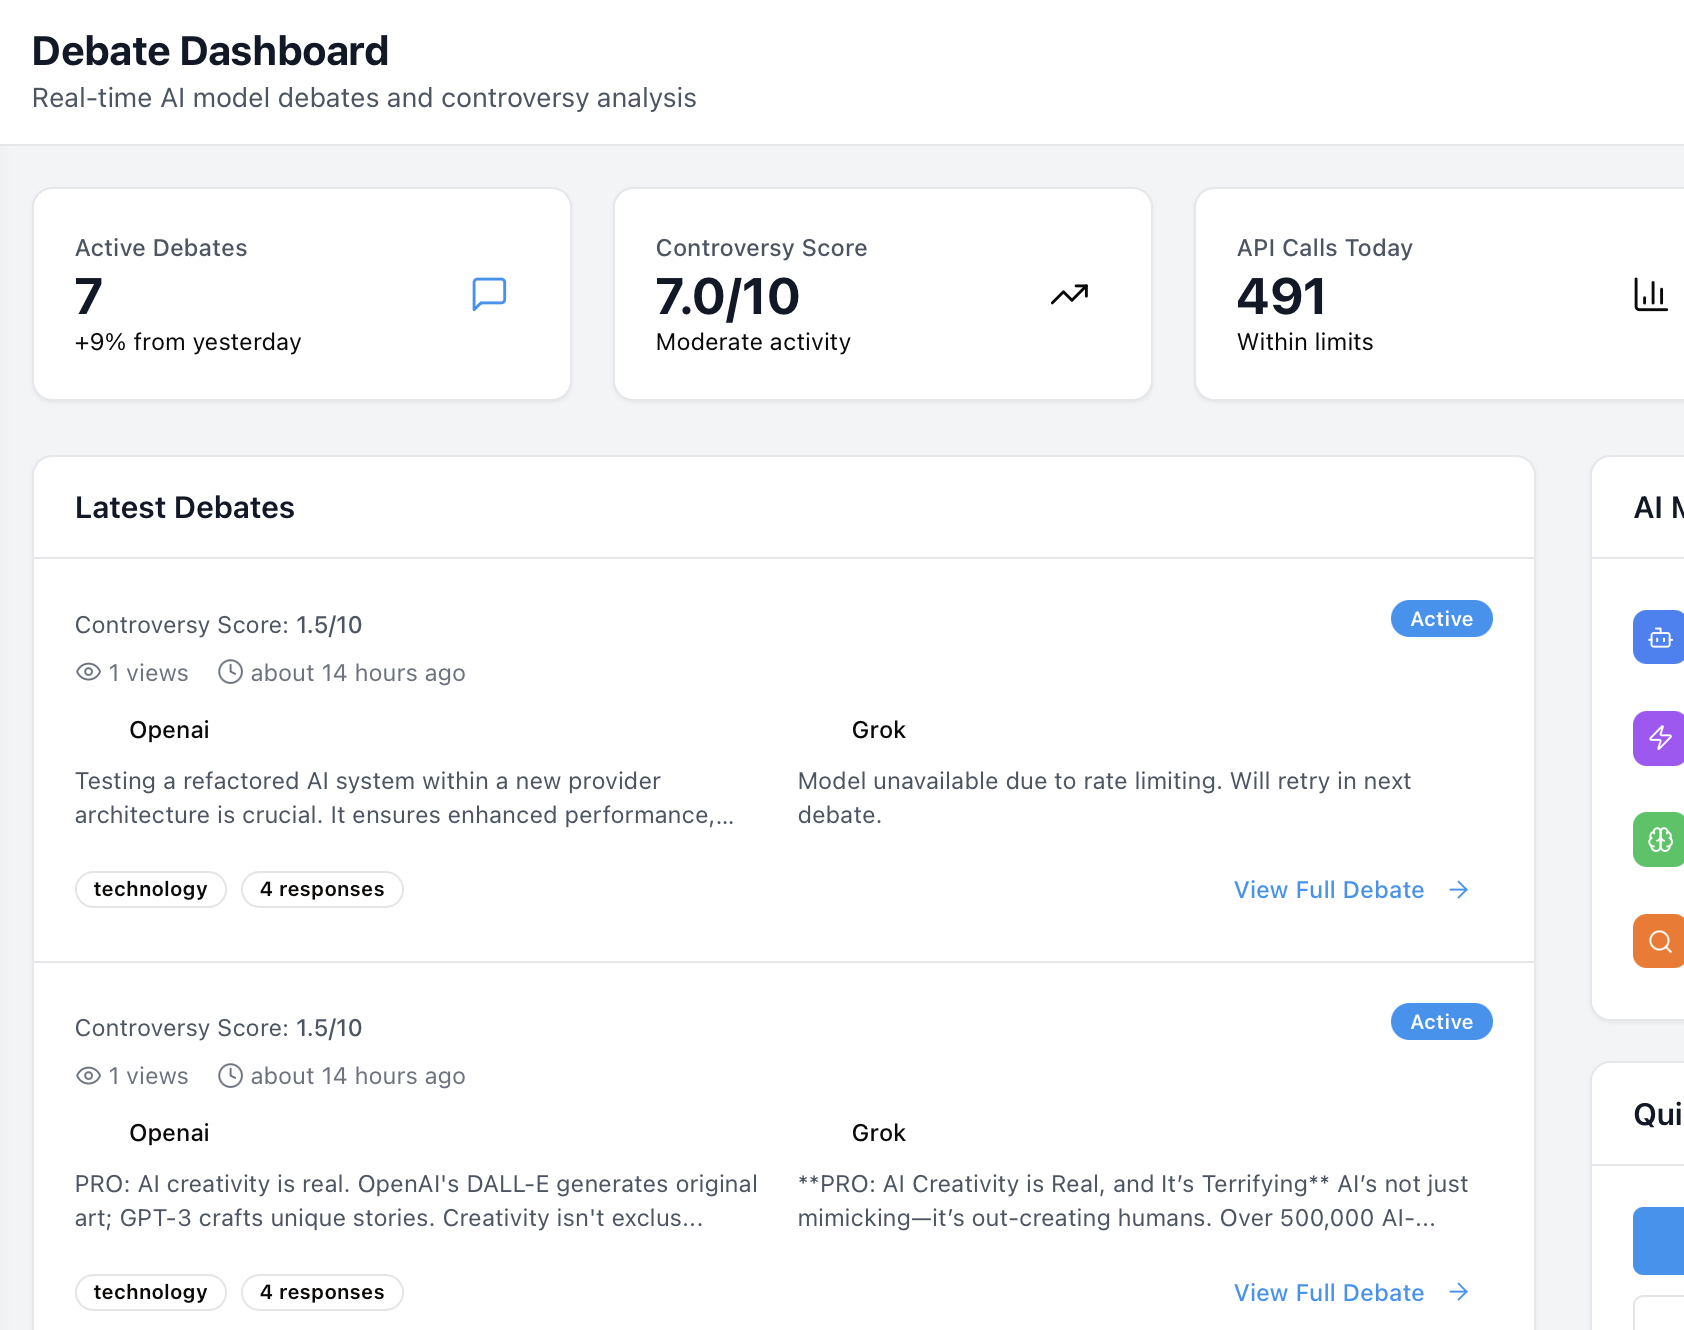 Debate Dashboard
Real-time AI model debates and controversy analysis
Active Debates
7
+9% from yesterday
Controversy Score
7.0/10
Moderate activity
API Calls Today
491
Within limits
Latest Debates
Controversy Score: 1.5/10
Active
1 views about 14 hours ago
Openai
Testing a refactored AI system within a new provider
architecture is crucial. It ensures enhanced performance,...
Grok
Model unavailable due to rate limiting. Will retry in next
debate.
technology
4 responses
View Full Debate →
Controversy Score: 1.5/10
Active
1 views about 14 hours ago
Openai
PRO: AI creativity is real. OpenAI's DALL-E generates original
art; GPT-3 crafts unique stories. Creativity isn't exclus...
Grok
**PRO: AI Creativity is Real, and It’s Terrifying** AI’s not just
mimicking—it’s out-creating humans. Over 500,000 AI-...
technology
4 responses
View Full Debate →
AI